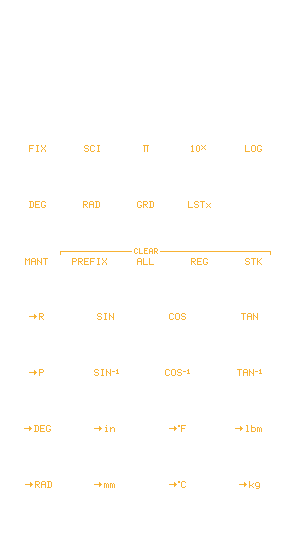 FIX SCI π 10ˣ LOG
DEG RAD GRD LSTx
CLEAR
MANT PREFIX ALL REG STK
→R SIN COS TAN
→P SIN⁻¹ COS⁻¹ TAN⁻¹
→DEG →in →°F →lbm
→RAD →mm →°C →kg